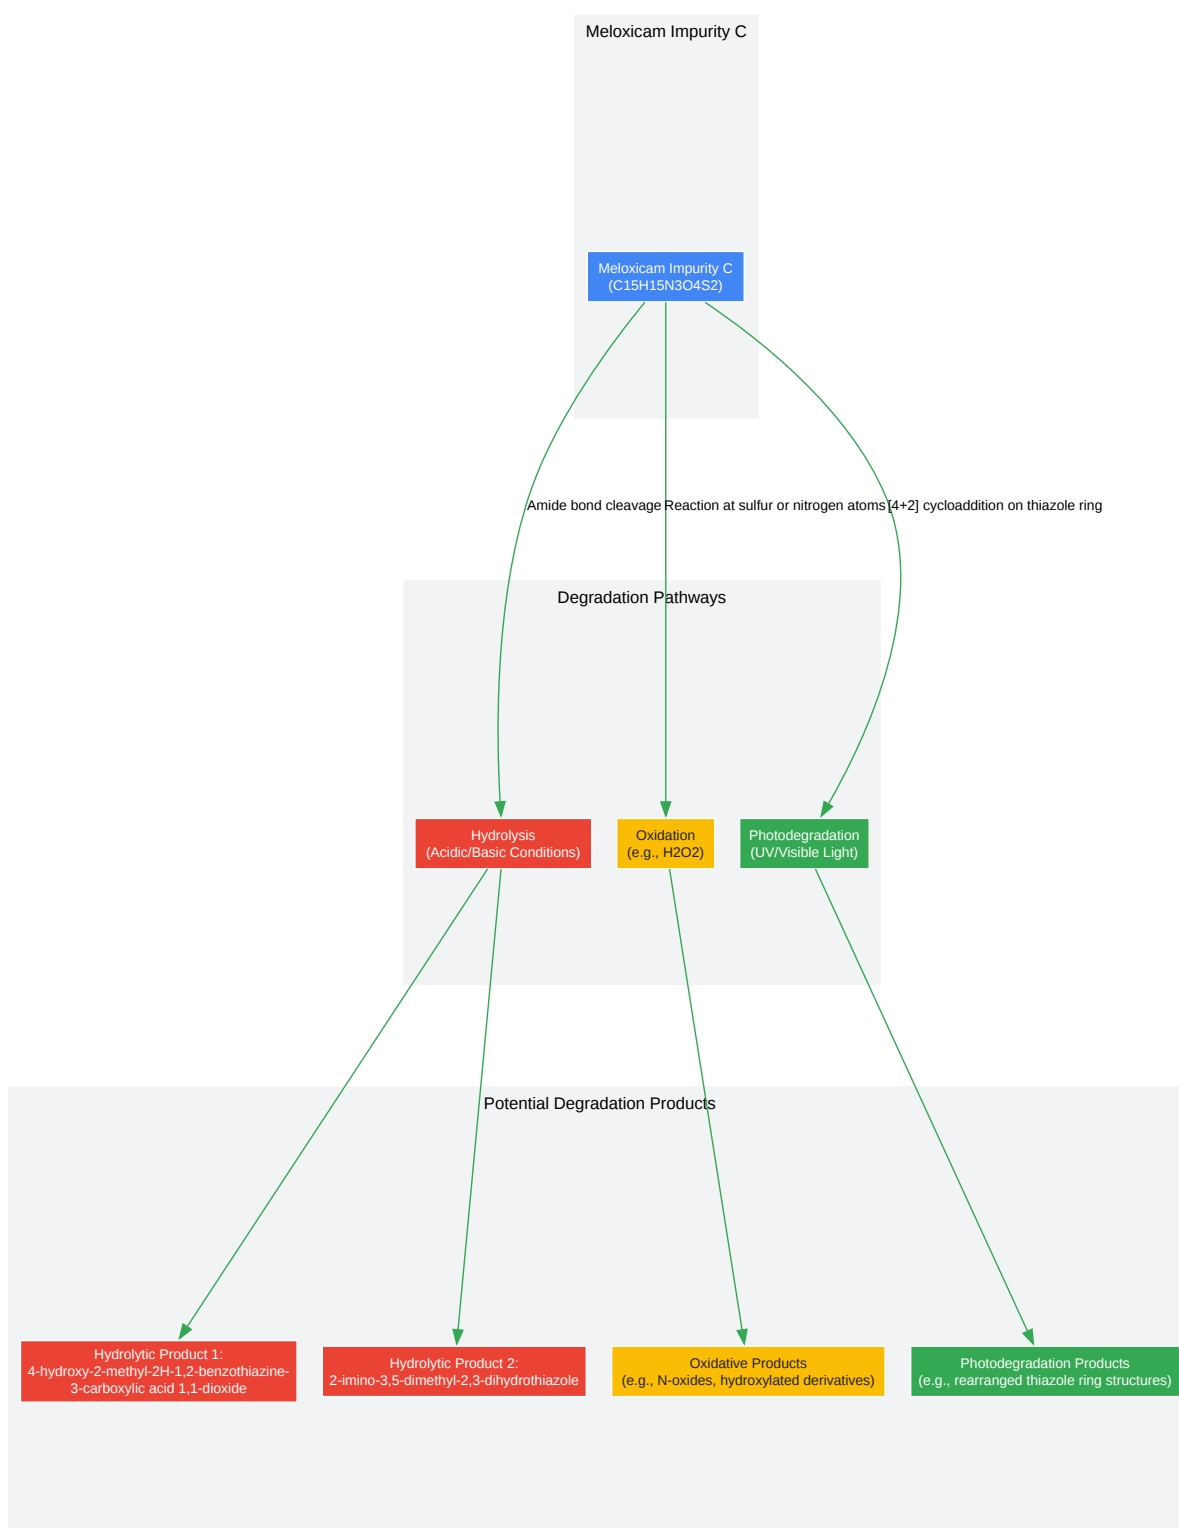 Meloxicam Impurity C
Meloxicam Impurity C
(C15H15N3O4S2)
Amide bond cleavage
Reaction at sulfur or nitrogen atoms
[4+2] cycloaddition on thiazole ring
Degradation Pathways
Hydrolysis
(Acidic/Basic Conditions)
Oxidation
(e.g., H2O2)
Photodegradation
(UV/Visible Light)
Potential Degradation Products
Hydrolytic Product 1:
4-hydroxy-2-methyl-2H-1,2-benzothiazine-
3-carboxylic acid 1,1-dioxide
Hydrolytic Product 2:
2-imino-3,5-dimethyl-2,3-dihydrothiazole
Oxidative Products
(e.g., N-oxides, hydroxylated derivatives)
Photodegradation Products
(e.g., rearranged thiazole ring structures)